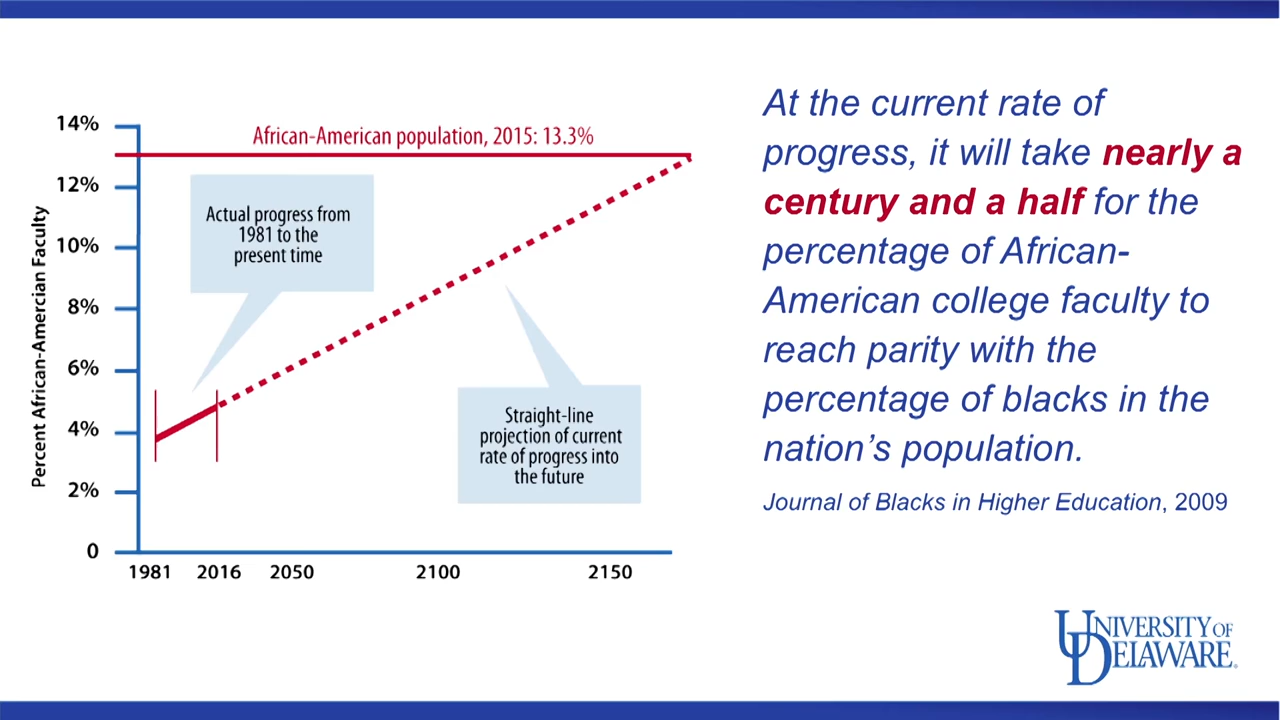 14%
12%
10%
8%
6%
4%
2%
0
Percent African-Amercian Faculty
African-American population, 2015: 13.3%
Actual progress from
1981 to the
present time
Straight-line
projection of current
rate of progress into
the future
1981 2016 2050 2100 2150
At the current rate of
progress, it will take nearly a
century and a half for the
percentage of African-
American college faculty to
reach parity with the
percentage of blacks in the
nation's population.
Journal of Blacks in Higher Education, 2009
UNIVERSITY OF
DELAWARE.